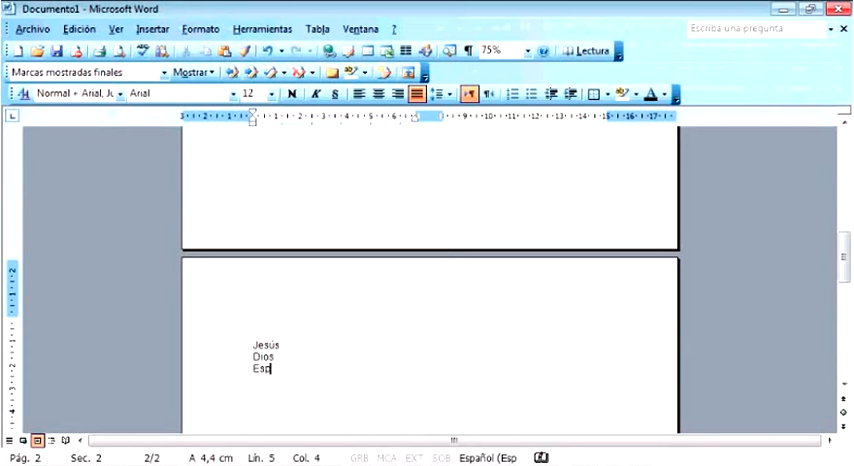 Documento1 - Microsoft Word
Archivo Edición Ver Insertar Formato Herramientas Tabla Ventana ? Escriba una pregunta
75% Lectura
Marcas mostradas finales Mostrar
Normal + Arial, Ju Arial 12 N K S
Jesús
Dios
Esp
Pág. 2 Sec. 2 2/2 A 4,4 cm Lín. 5 Col. 4 GRB MCA EXT SOB Español (Esp